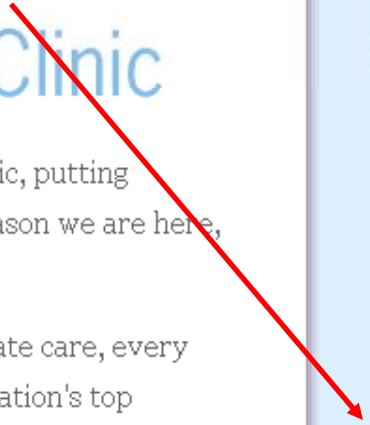 Clinic
ic, putting
ason we are here,
ate care, every
ation's top